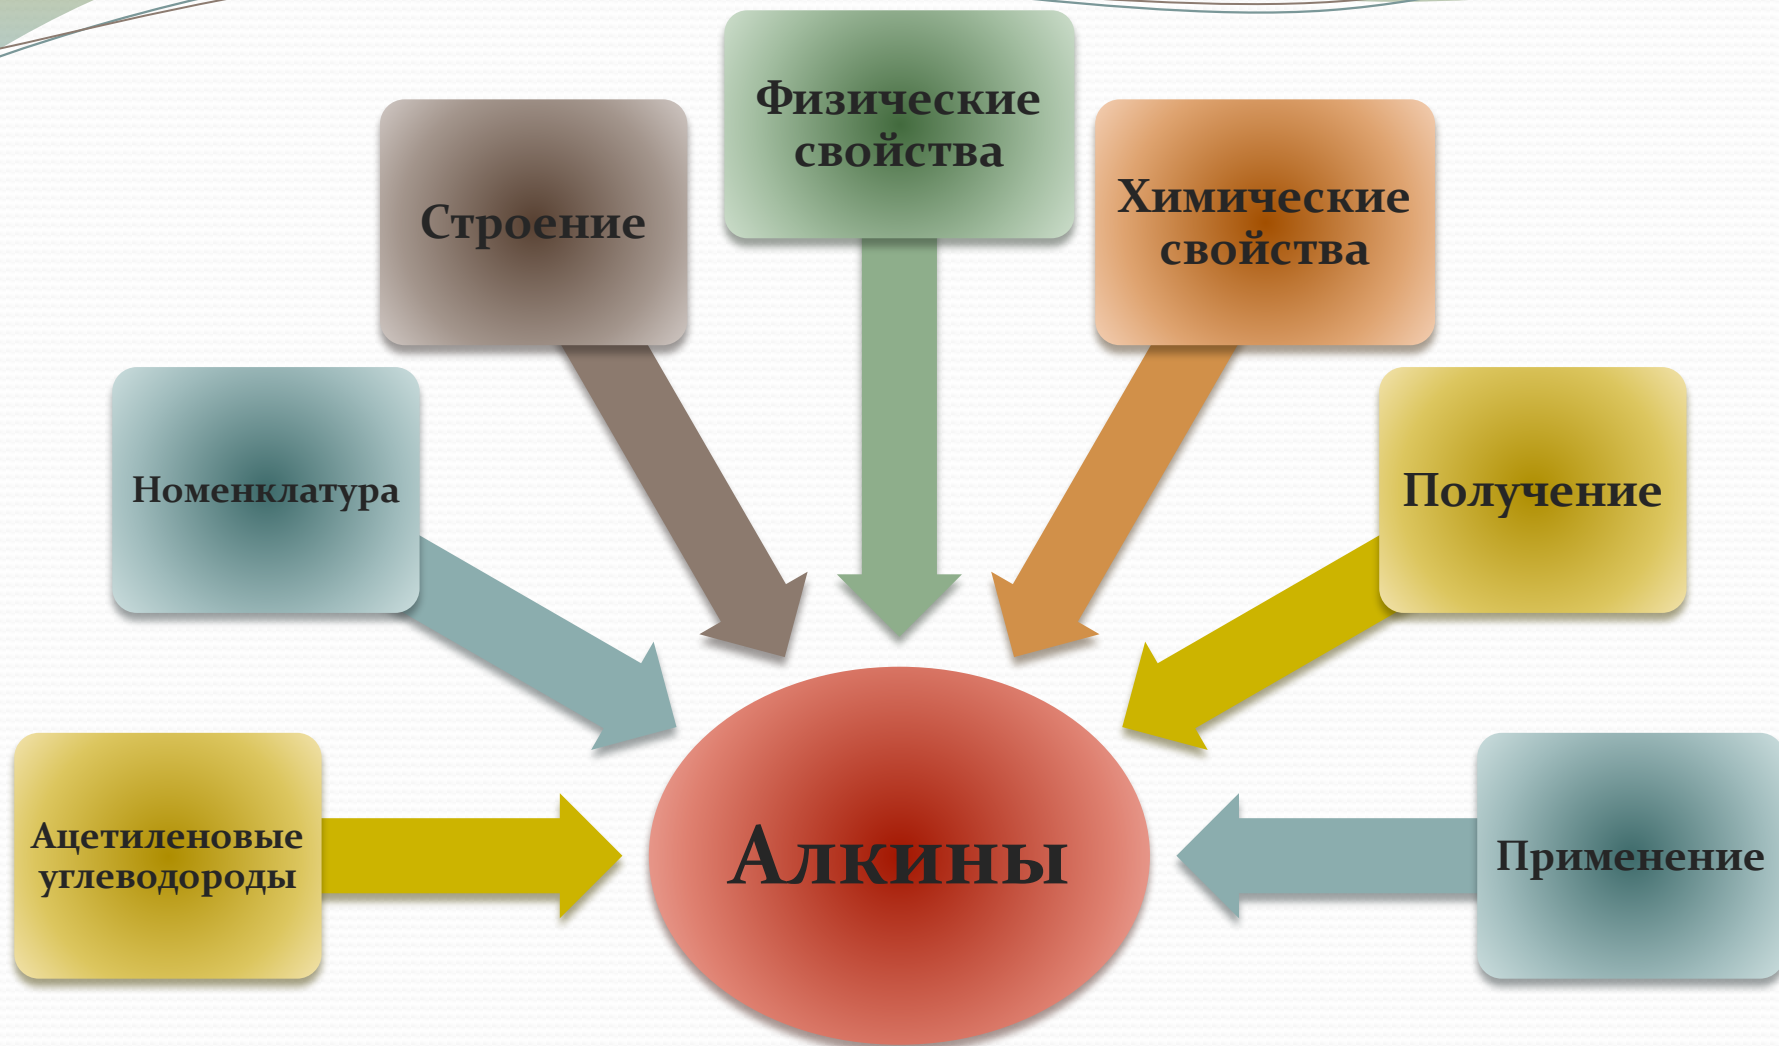 Физические
свойства
Строение
Химические
свойства
Номенклатура
Получение
Ацетиленовые
углеводороды
Алкины
Применение